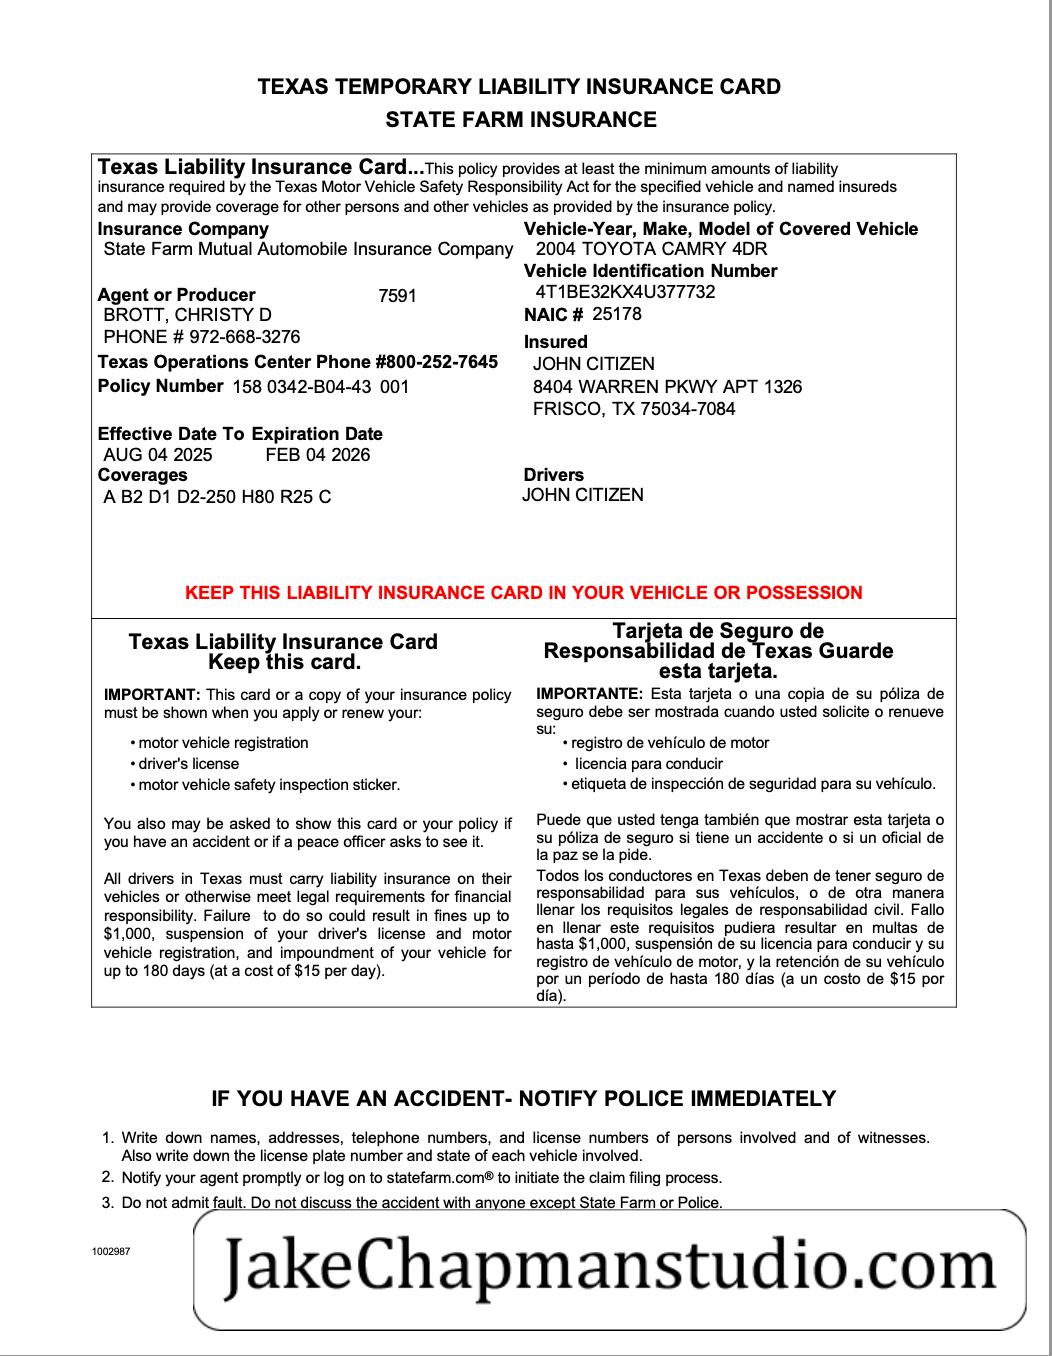 TEXAS TEMPORARY LIABILITY INSURANCE CARD
STATE FARM INSURANCE
Texas Liability Insurance Card...This policy provides at least the minimum amounts of liability
insurance required by the Texas Motor Vehicle Safety Responsibility Act for the specified vehicle and named insureds
and may provide coverage for other persons and other vehicles as provided by the insurance policy.
Insurance Company
State Farm Mutual Automobile Insurance Company
Agent or Producer 7591
BROTT, CHRISTY D
PHONE # 972-668-3276
Texas Operations Center Phone #800-252-7645
Policy Number 158 0342-B04-43 001
Effective Date To Expiration Date
AUG 04 2025 FEB 04 2026
Coverages
A B2 D1 D2-250 H80 R25 C
Vehicle-Year, Make, Model of Covered Vehicle
2004 TOYOTA CAMRY 4DR
Vehicle Identification Number
4T1BE32KX4U377732
NAIC # 25178
Insured
JOHN CITIZEN
8404 WARREN PKWY APT 1326
FRISCO, TX 75034-7084
Drivers
JOHN CITIZEN
KEEP THIS LIABILITY INSURANCE CARD IN YOUR VEHICLE OR POSSESSION
Texas Liability Insurance Card
Keep this card.
IMPORTANT: This card or a copy of your insurance policy
must be shown when you apply or renew your:
• motor vehicle registration
• driver's license
• motor vehicle safety inspection sticker.
You also may be asked to show this card or your policy if
you have an accident or if a peace officer asks to see it.
All drivers in Texas must carry liability insurance on their
vehicles or otherwise meet legal requirements for financial
responsibility. Failure to do so could result in fines up to
$1,000, suspension of your driver's license and motor
vehicle registration, and impoundment of your vehicle for
up to 180 days (at a cost of $15 per day).
Tarjeta de Seguro de
Responsabilidad de Texas Guarde
esta tarjeta.
IMPORTANTE: Esta tarjeta o una copia de su póliza de
seguro debe ser mostrada cuando usted solicite o renueve
su:
• registro de vehículo de motor
• licencia para conducir
• etiqueta de inspección de seguridad para su vehículo.
Puede que usted tenga también que mostrar esta tarjeta o
su póliza de seguro si tiene un accidente o si un oficial de
la paz se la pide.
Todos los conductores en Texas deben de tener seguro de
responsabilidad para sus vehículos, o de otra manera
llenar los requisitos legales de responsabilidad civil. Fallo
en llenar este requisitos pudiera resultar en multas de
hasta $1,000, suspensión de su licencia para conducir y su
registro de vehículo de motor, y la retención de su vehículo
por un período de hasta 180 días (a un costo de $15 por
día).
IF YOU HAVE AN ACCIDENT- NOTIFY POLICE IMMEDIATELY
1. Write down names, addresses, telephone numbers, and license numbers of persons involved and of witnesses.
Also write down the license plate number and state of each vehicle involved.
2. Notify your agent promptly or log on to statefarm.com® to initiate the claim filing process.
3. Do not admit fault. Do not discuss the accident with anyone except State Farm or Police.
1002987
JakeChapmanstudio.com